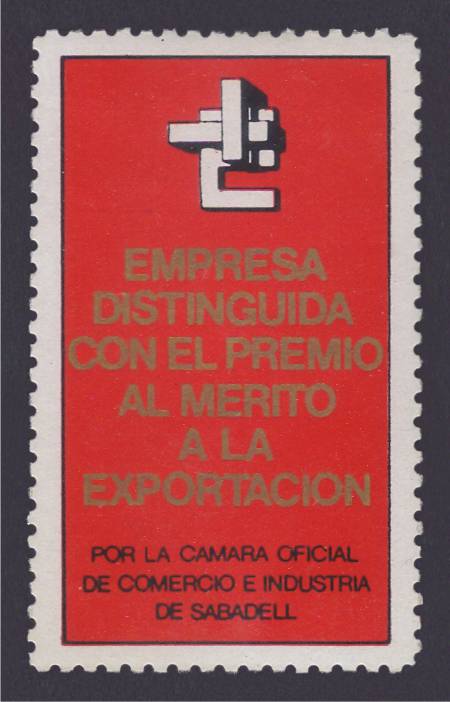 EMPRESA
DISTINGUIDA
CON EL PREMIO
AL MERITO
A LA
EXPORTACION
POR LA CAMARA OFICIAL
DE COMERCIO E INDUSTRIA
DE SABADELL